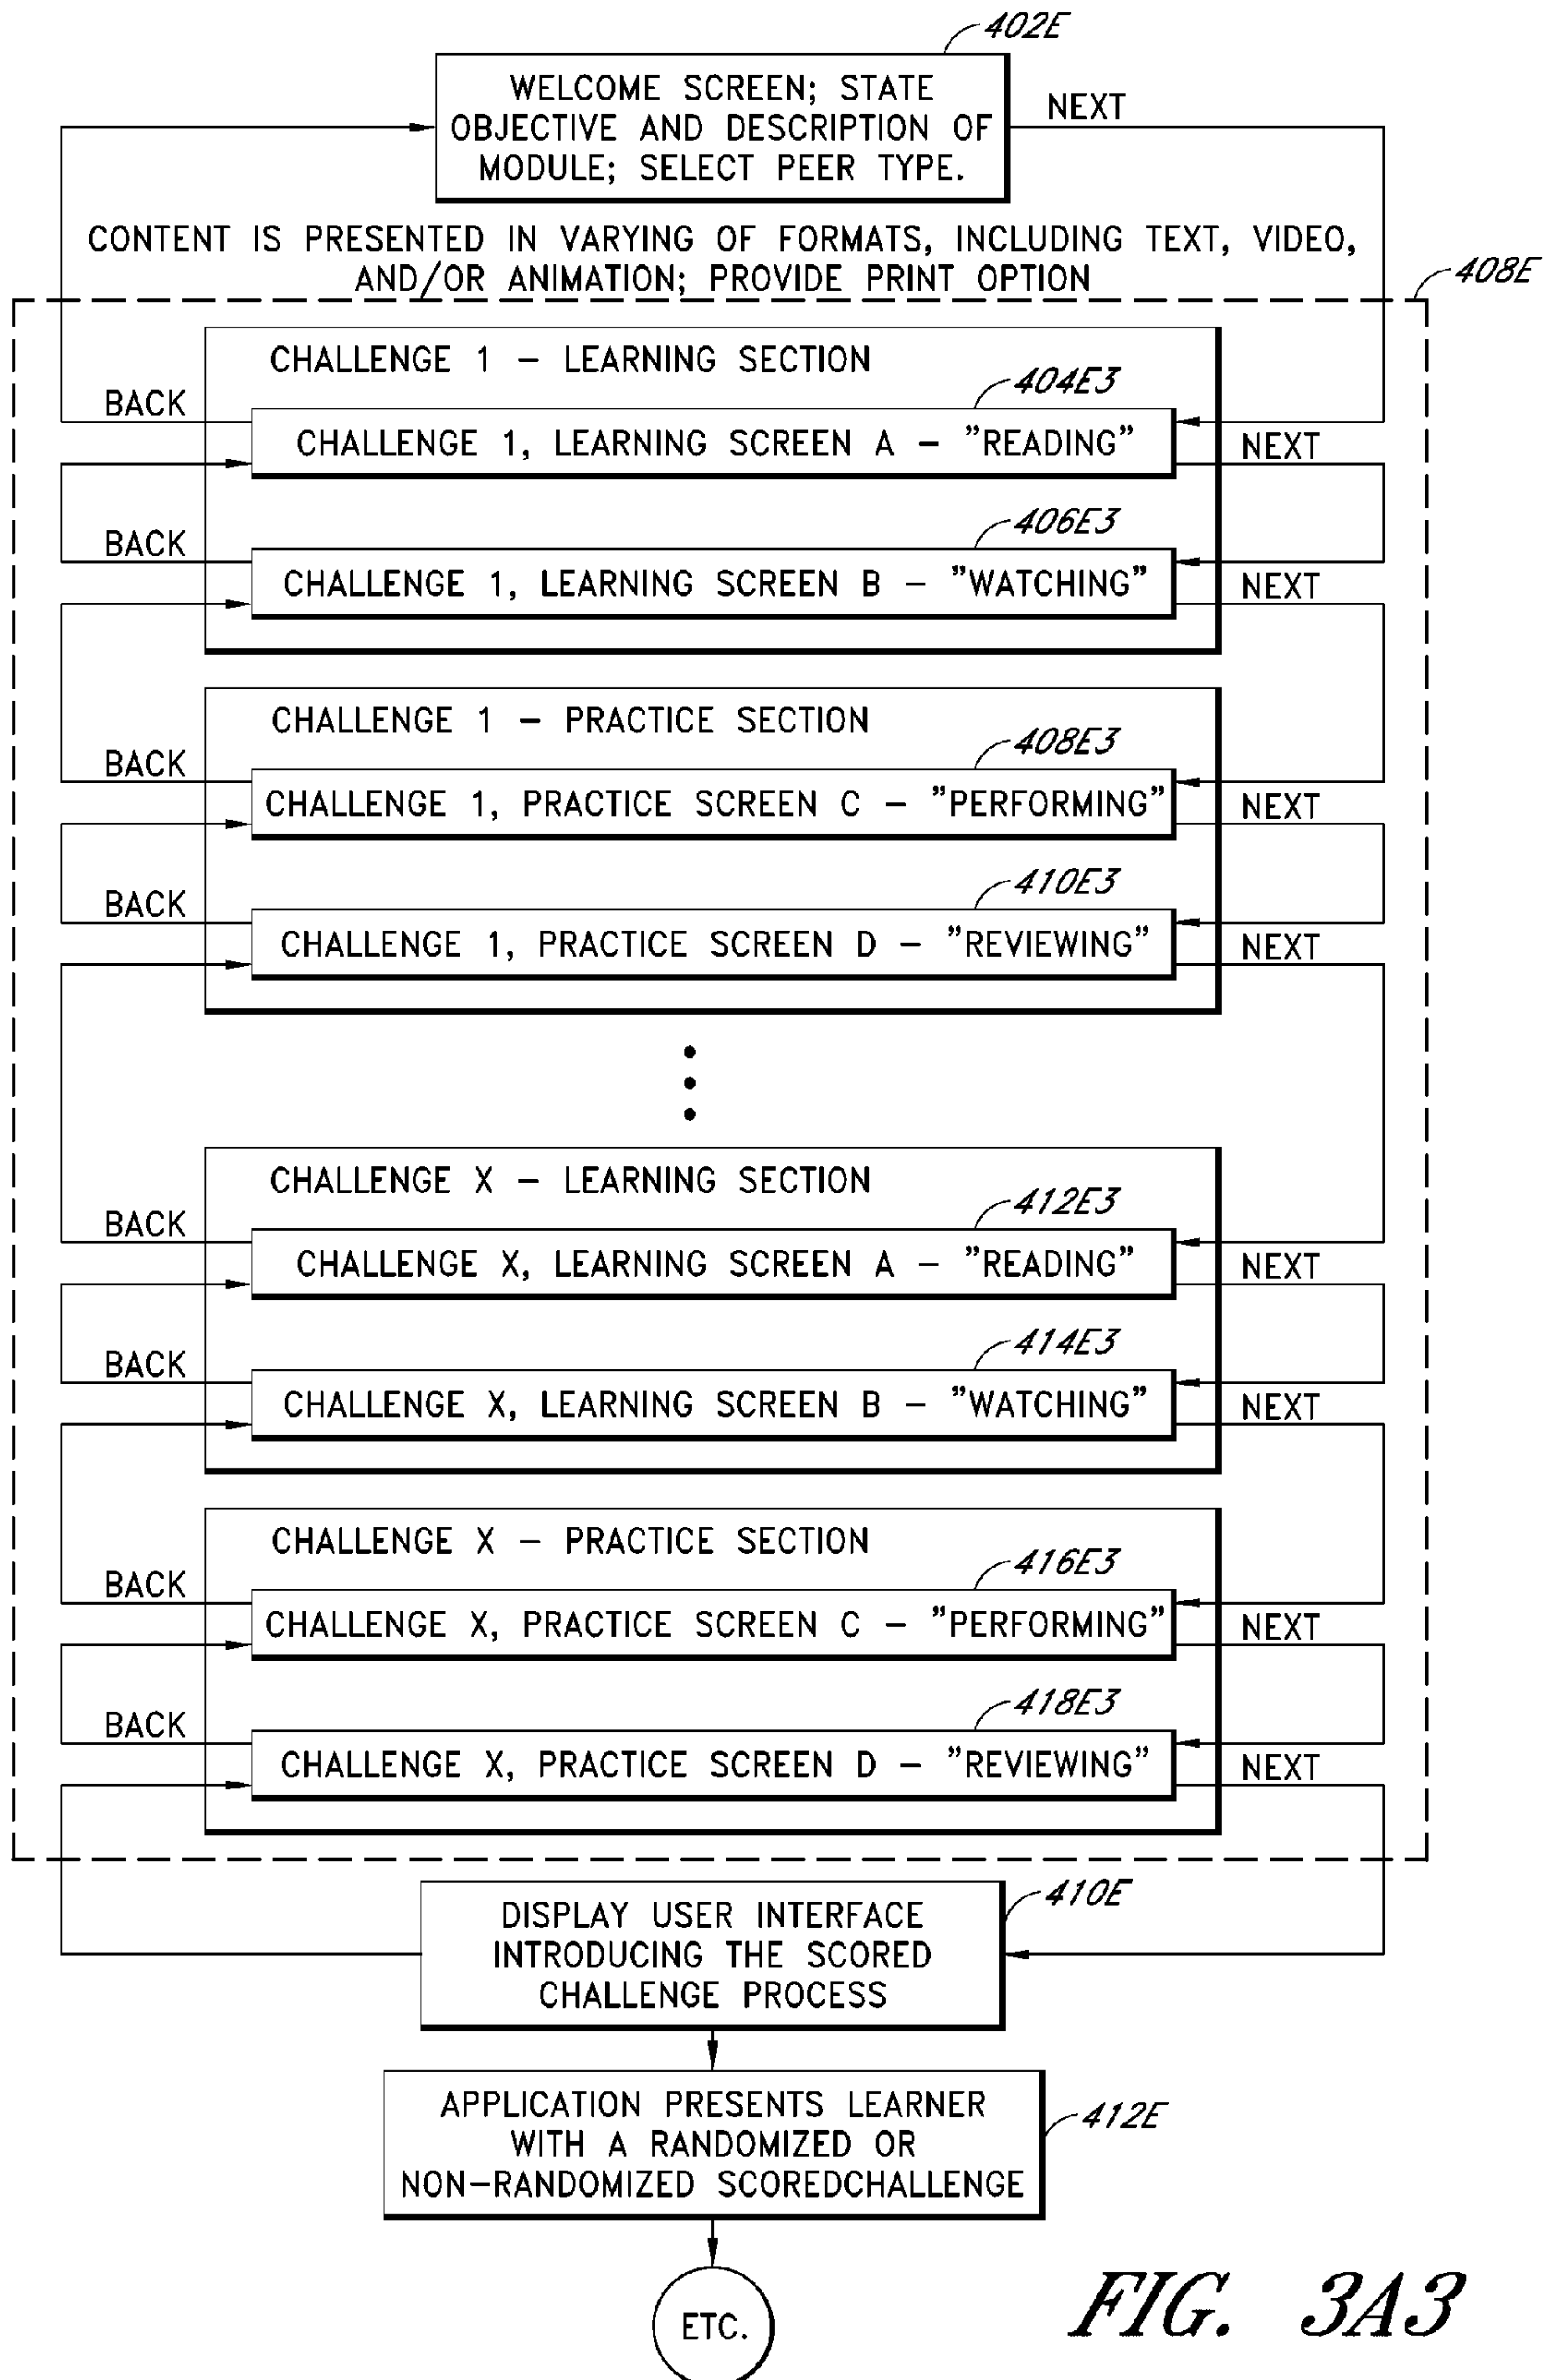 402E
WELCOME SCREEN; STATE
OBJECTIVE AND DESCRIPTION OF
MODULE; SELECT PEER TYPE.
NEXT
CONTENT IS PRESENTED IN VARYING OF FORMATS, INCLUDING TEXT, VIDEO,
AND/OR ANIMATION; PROVIDE PRINT OPTION
408E
CHALLENGE 1 – LEARNING SECTION
404E3
BACK
CHALLENGE 1, LEARNING SCREEN A – "READING"
NEXT
406E3
BACK
CHALLENGE 1, LEARNING SCREEN B – "WATCHING"
NEXT
CHALLENGE 1 – PRACTICE SECTION
408E3
BACK
CHALLENGE 1, PRACTICE SCREEN C – "PERFORMING"
NEXT
410E3
BACK
CHALLENGE 1, PRACTICE SCREEN D – "REVIEWING"
NEXT
CHALLENGE X – LEARNING SECTION
412E3
BACK
CHALLENGE X, LEARNING SCREEN A – "READING"
NEXT
414E3
BACK
CHALLENGE X, LEARNING SCREEN B – "WATCHING"
NEXT
CHALLENGE X – PRACTICE SECTION
416E3
BACK
CHALLENGE X, PRACTICE SCREEN C – "PERFORMING"
NEXT
418E3
BACK
CHALLENGE X, PRACTICE SCREEN D – "REVIEWING"
NEXT
410E
DISPLAY USER INTERFACE
INTRODUCING THE SCORED
CHALLENGE PROCESS
APPLICATION PRESENTS LEARNER
WITH A RANDOMIZED OR
NON–RANDOMIZED SCOREDCHALLENGE
412E
ETC.
FIG. 3A3